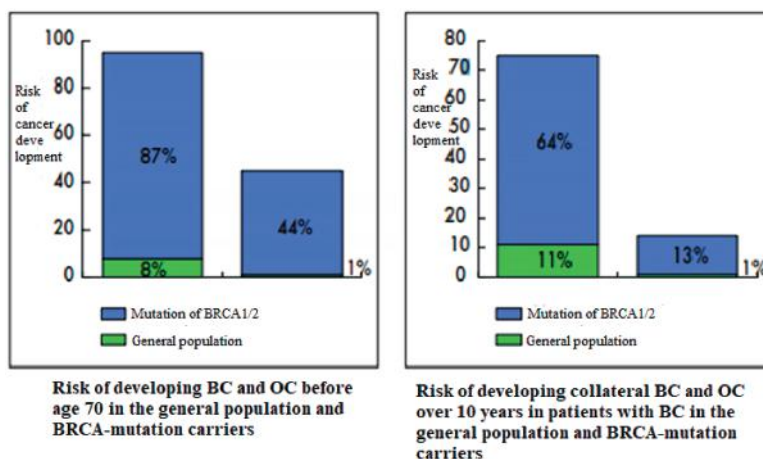 100
80
60
40
20
0
Risk
of
cancer
deve
lopment
87%
8%
44%
1%
Mutation of BRCA1/2
General population
Risk of developing BC and OC before
age 70 in the general population and
BRCA-mutation carriers
80
70
60
50
40
30
20
10
0
Risk
of
cancer
deve
lopment
64%
11%
13%
1%
Mutation of BRCA1/2
General population
Risk of developing collateral BC and OC
over 10 years in patients with BC in the
general population and BRCA-mutation
carriers